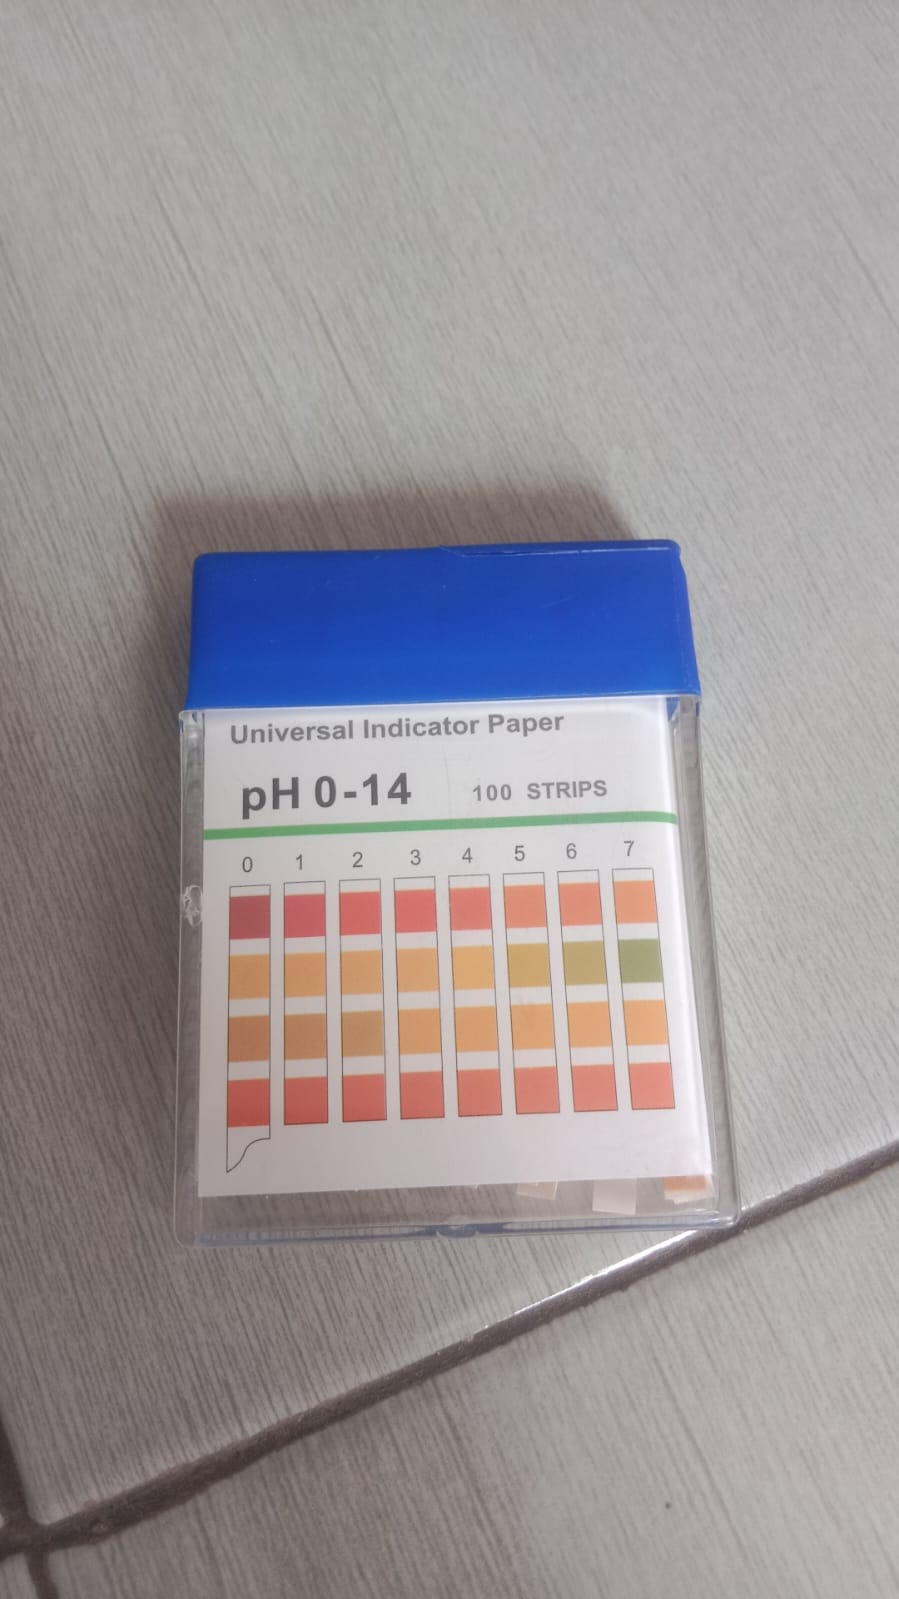 Universal Indicator Paper
pH 0-14 100 STRIPS
0 1 2 3 4 5 6 7